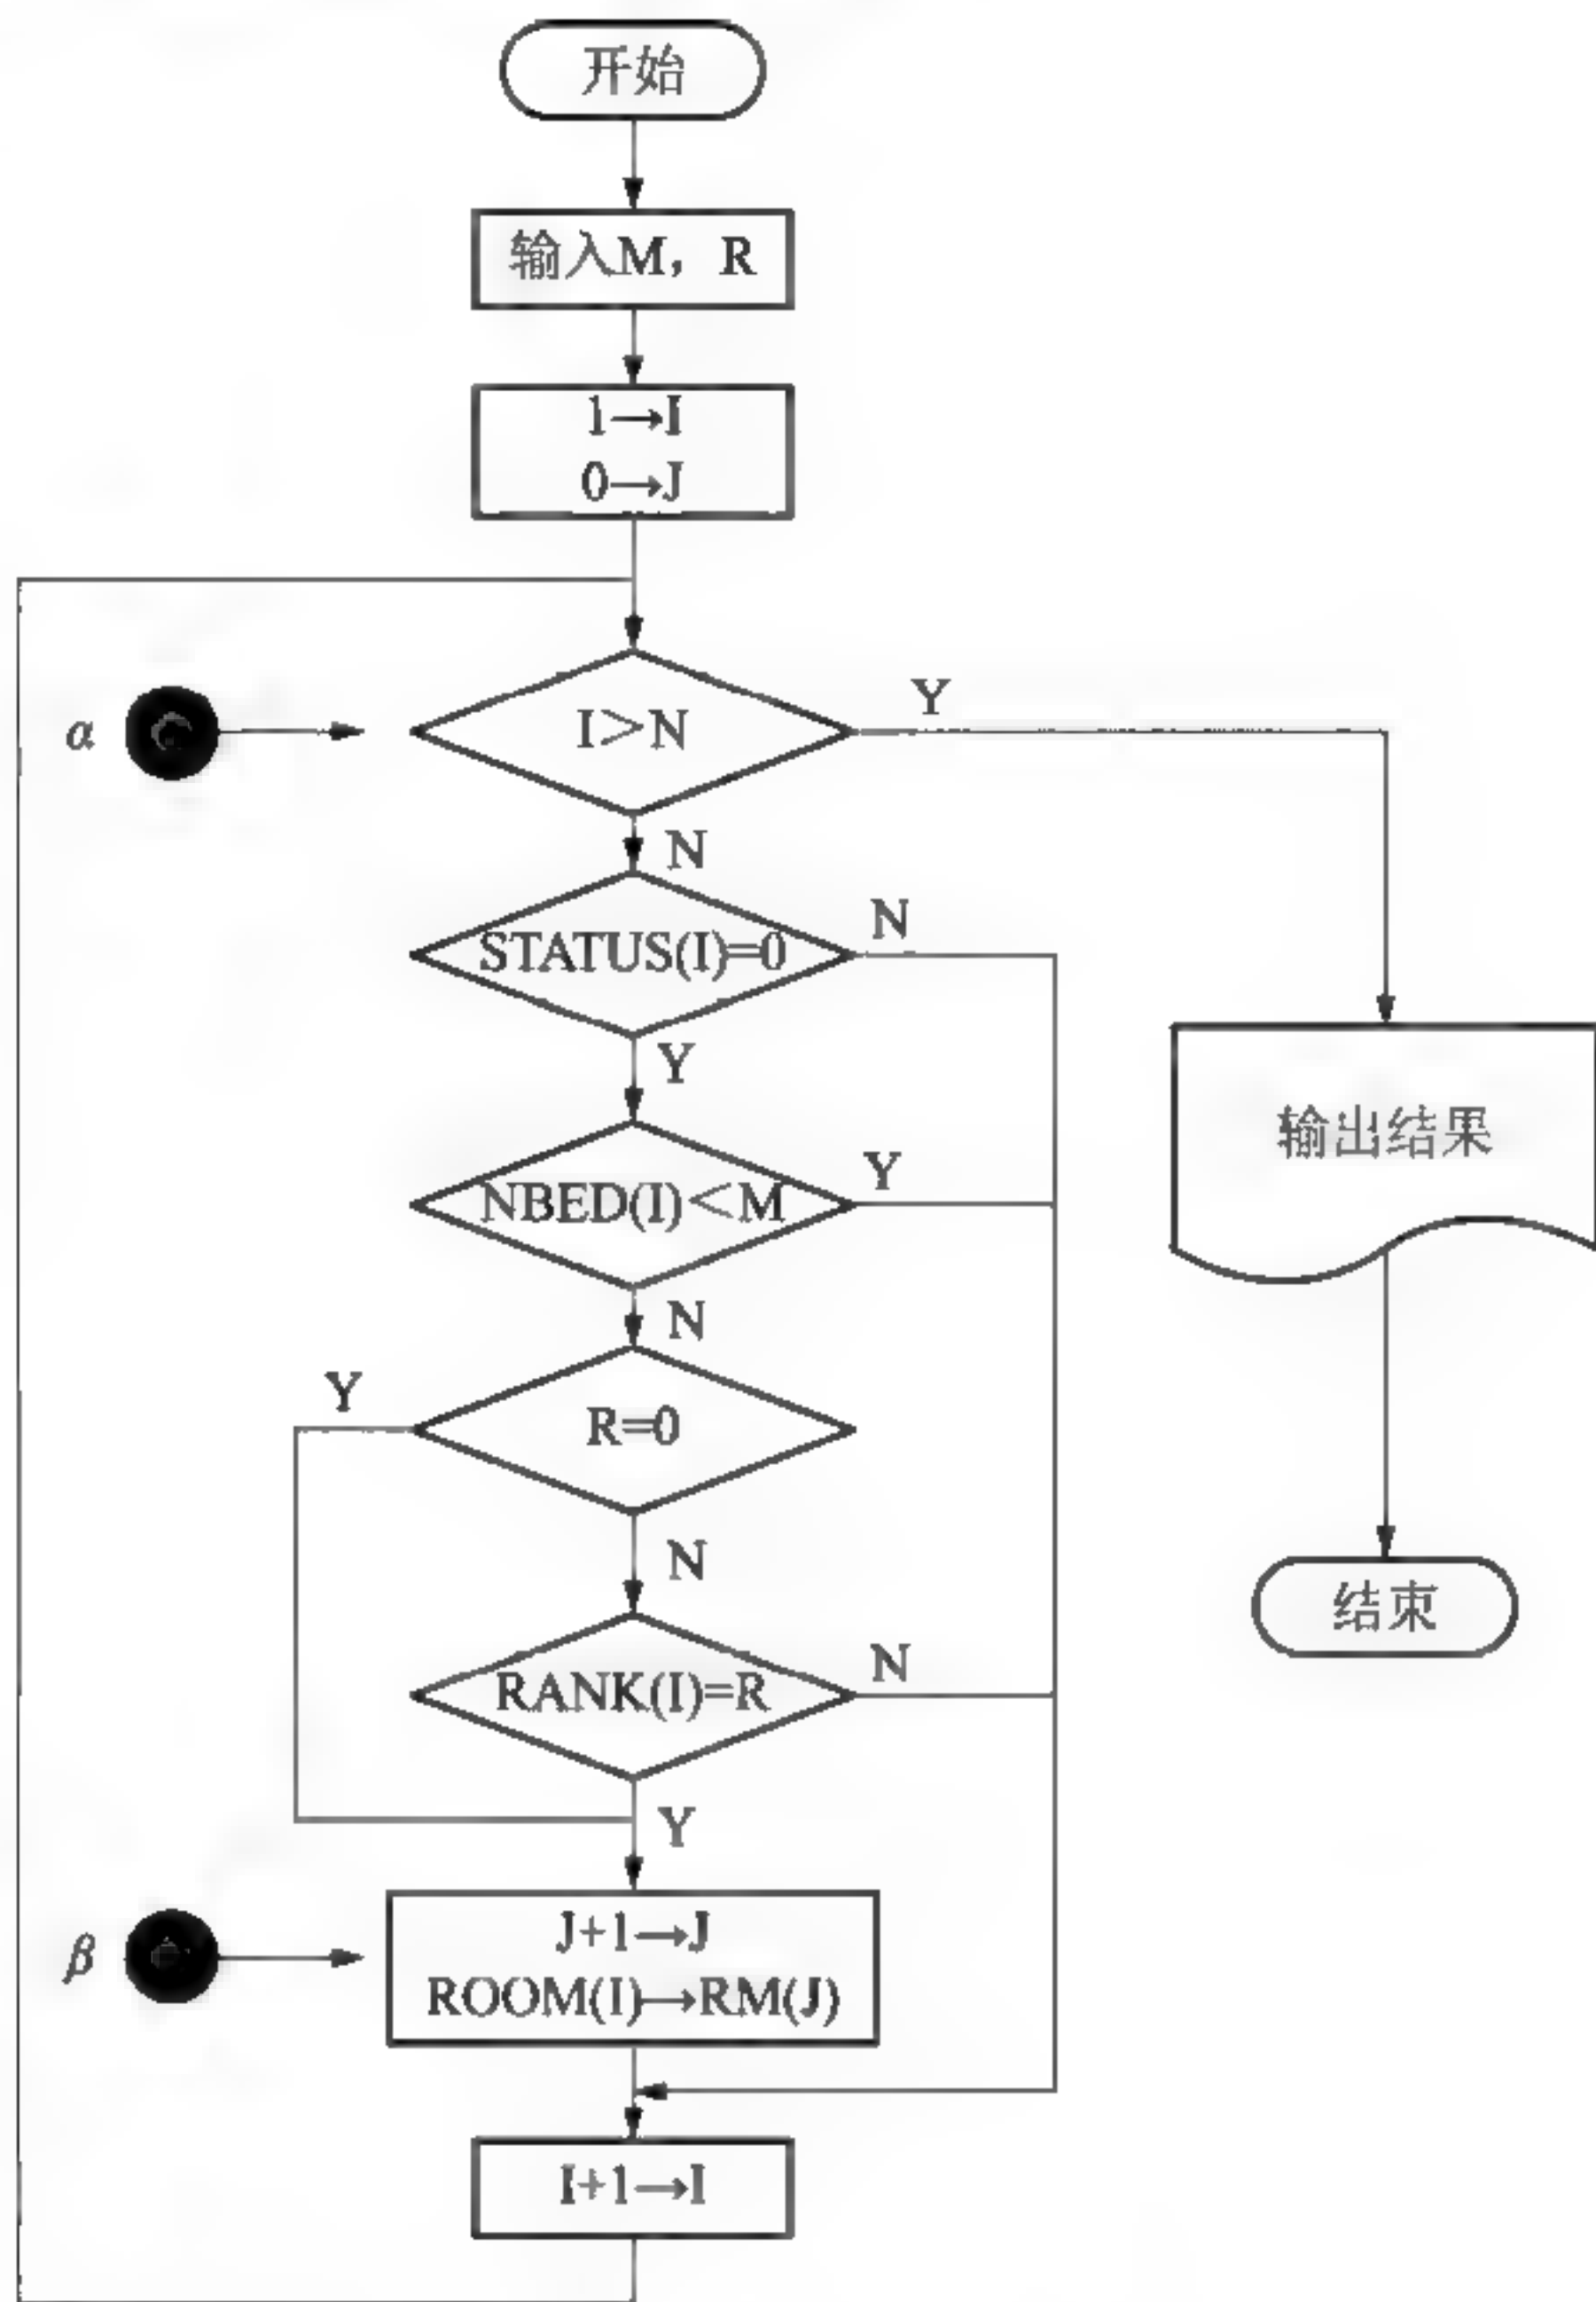 开始
输入M，R
1→I
0→J
α
I＞N
Y
N
STATUS(I)=0
N
Y
NBED(I)＜M
Y
输出结果
N
Y
R=0
N
结束
RANK(I)=R
N
Y
β
J+1→J
ROOM(I)→RM(J)
I+1→I